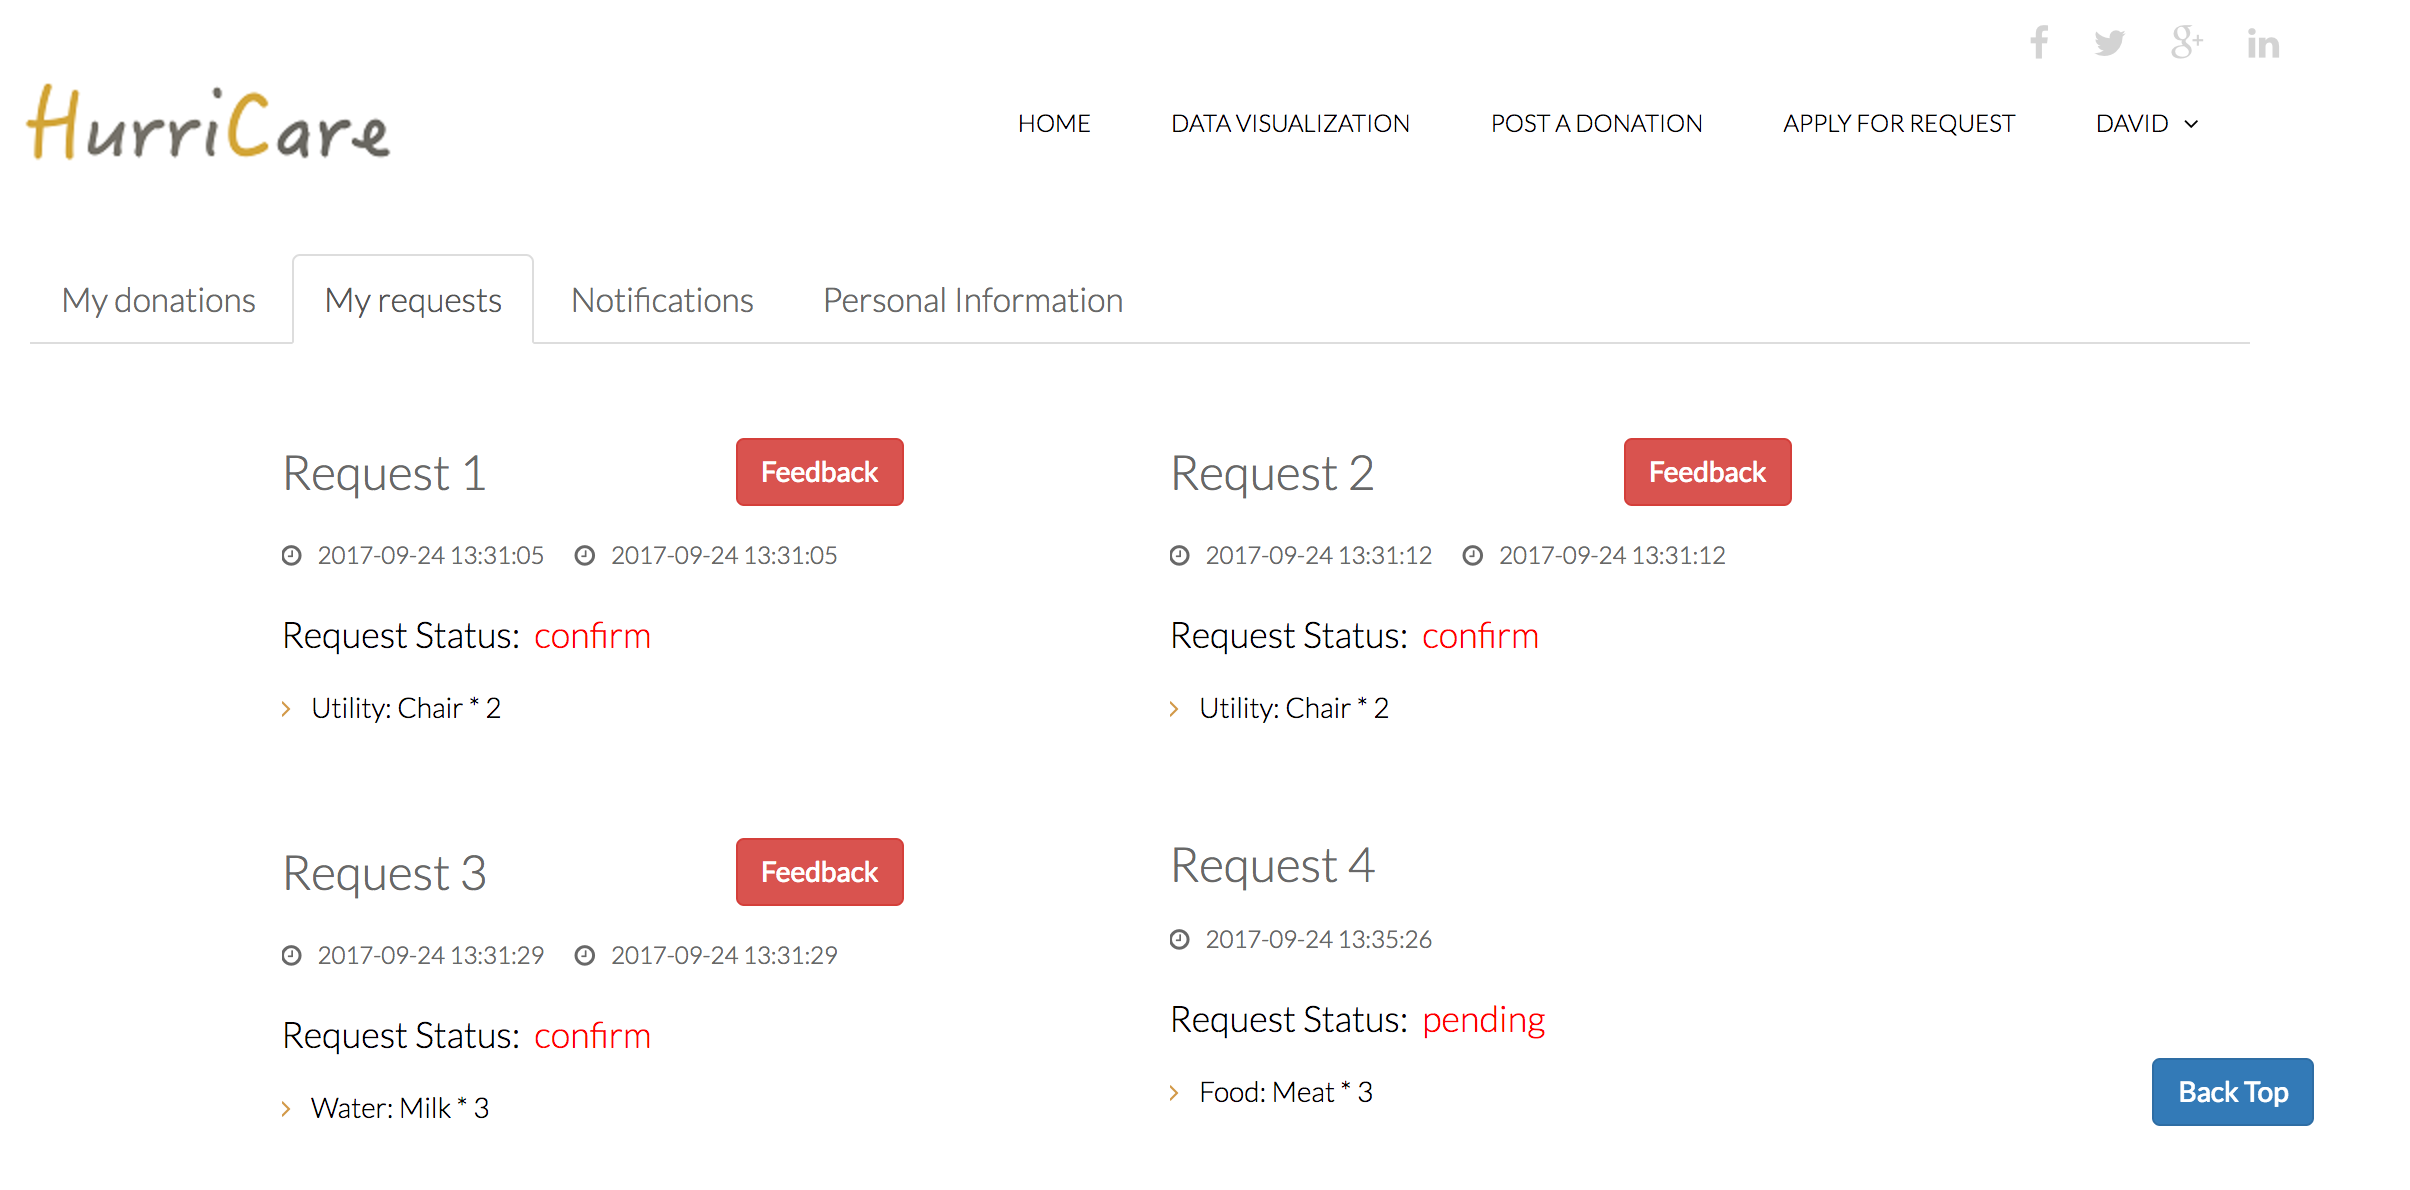 HurriCare
HOME DATA VISUALIZATION POST A DONATION APPLY FOR REQUEST DAVID
My donations My requests Notifications Personal Information
Request 1 Feedback
2017-09-24 13:31:05 2017-09-24 13:31:05
Request Status: confirm
Utility: Chair * 2
Request 2 Feedback
2017-09-24 13:31:12 2017-09-24 13:31:12
Request Status: confirm
Utility: Chair * 2
Request 3 Feedback
2017-09-24 13:31:29 2017-09-24 13:31:29
Request Status: confirm
Water: Milk * 3
Request 4
2017-09-24 13:35:26
Request Status: pending
Food: Meat * 3
Back Top